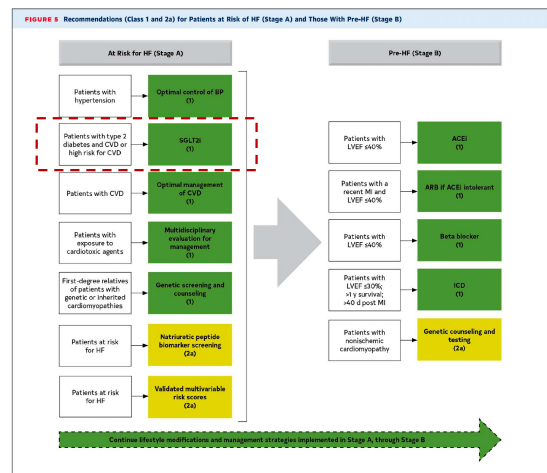 FIGURE 5 Recommendations (Class 1 and 2a) for Patients at Risk of HF (Stage A) and Those With Pre-HF (Stage B)
At Risk for HF (Stage A)
Patients with
hypertension
Optimal control of BP
(1)
Patients with type 2
diabetes and CVD or
high risk for CVD
SGLT2i
(1)
Patients with CVD
Optimal management
of CVD
(1)
Patients with
exposure to
cardiotoxic agents
Multidisciplinary
evaluation for
management
(1)
First-degree relatives
of patients with
genetic or inherited
cardiomyopathies
Genetic screening and
counseling
(1)
Patients at risk
for HF
Natriuretic peptide
biomarker screening
(2a)
Patients at risk
for HF
Validated multivariable
risk scores
(2a)
Pre-HF (Stage B)
Patients with
LVEF ≤40%
ACEi
(1)
Patients with a
recent MI and
LVEF ≤40%
ARB if ACEi intolerant
(1)
Patients with
LVEF ≤40%
Beta blocker
(1)
Patients with
LVEF ≤30%;
>1 y survival;
>40 d post MI
ICD
(1)
Patients with
nonischemic
cardiomyopathy
Genetic counseling and
testing
(2a)
Continue lifestyle modifications and management strategies implemented in Stage A, through Stage B